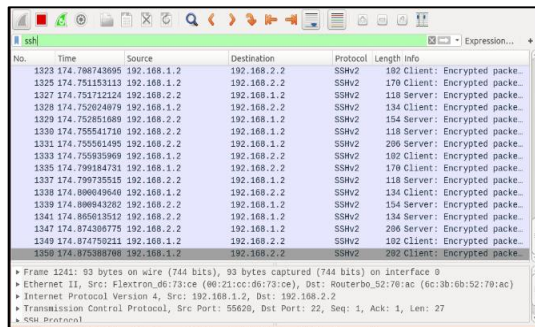 ssh
Expression... +
No. Time Source Destination Protocol Length Info
1323 174.708743695 192.168.1.2 192.168.2.2 SSHv2 102 Client: Encrypted packe…
1325 174.751153113 192.168.1.2 192.168.2.2 SSHv2 170 Client: Encrypted packe…
1327 174.751712124 192.168.2.2 192.168.2.2 SSHv2 118 Server: Encrypted packe…
1328 174.752024079 192.168.1.2 192.168.2.2 SSHv2 134 Client: Encrypted packe…
1329 174.752851689 192.168.1.2 192.168.2.2 SSHv2 154 Server: Encrypted packe…
1330 174.755541710 192.168.1.2 192.168.2.2 SSHv2 118 Server: Encrypted packe…
1331 174.755561495 192.168.1.2 192.168.2.2 SSHv2 206 Server: Encrypted packe…
1333 174.755935969 192.168.1.2 192.168.2.2 SSHv2 102 Client: Encrypted packe…
1335 174.799184731 192.168.1.2 192.168.2.2 SSHv2 170 Client: Encrypted packe…
1337 174.799735515 192.168.1.2 192.168.2.2 SSHv2 118 Server: Encrypted packe…
1338 174.800049640 192.168.1.2 192.168.2.2 SSHv2 134 Client: Encrypted packe…
1339 174.800943282 192.168.1.2 192.168.2.2 SSHv2 154 Server: Encrypted packe…
1341 174.865013512 192.168.1.2 192.168.2.2 SSHv2 134 Server: Encrypted packe…
1347 174.874306775 192.168.1.2 192.168.2.2 SSHv2 206 Server: Encrypted packe…
1349 174.874750211 192.168.1.2 192.168.2.2 SSHv2 102 Client: Encrypted packe…
1350 174.875388708 192.168.1.2 192.168.2.2 SSHv2 202 Client: Encrypted packe…
Frame 1241: 93 bytes on wire (744 bits), 93 bytes captured (744 bits) on interface 0
Ethernet II, Src: Flextron_d6:73:ce (00:21:cc:d6:73:ce), Dst: Routerbo_52:70:ac (6c:3b:6b:52:70:ac)
Internet Protocol Version 4, Src: 192.168.1.2, Dst: 192.168.2.2
Transmission Control Protocol, Src Port: 55620, Dst Port: 22, Seq: 1, Ack: 1, Len: 27
SSH Protocol